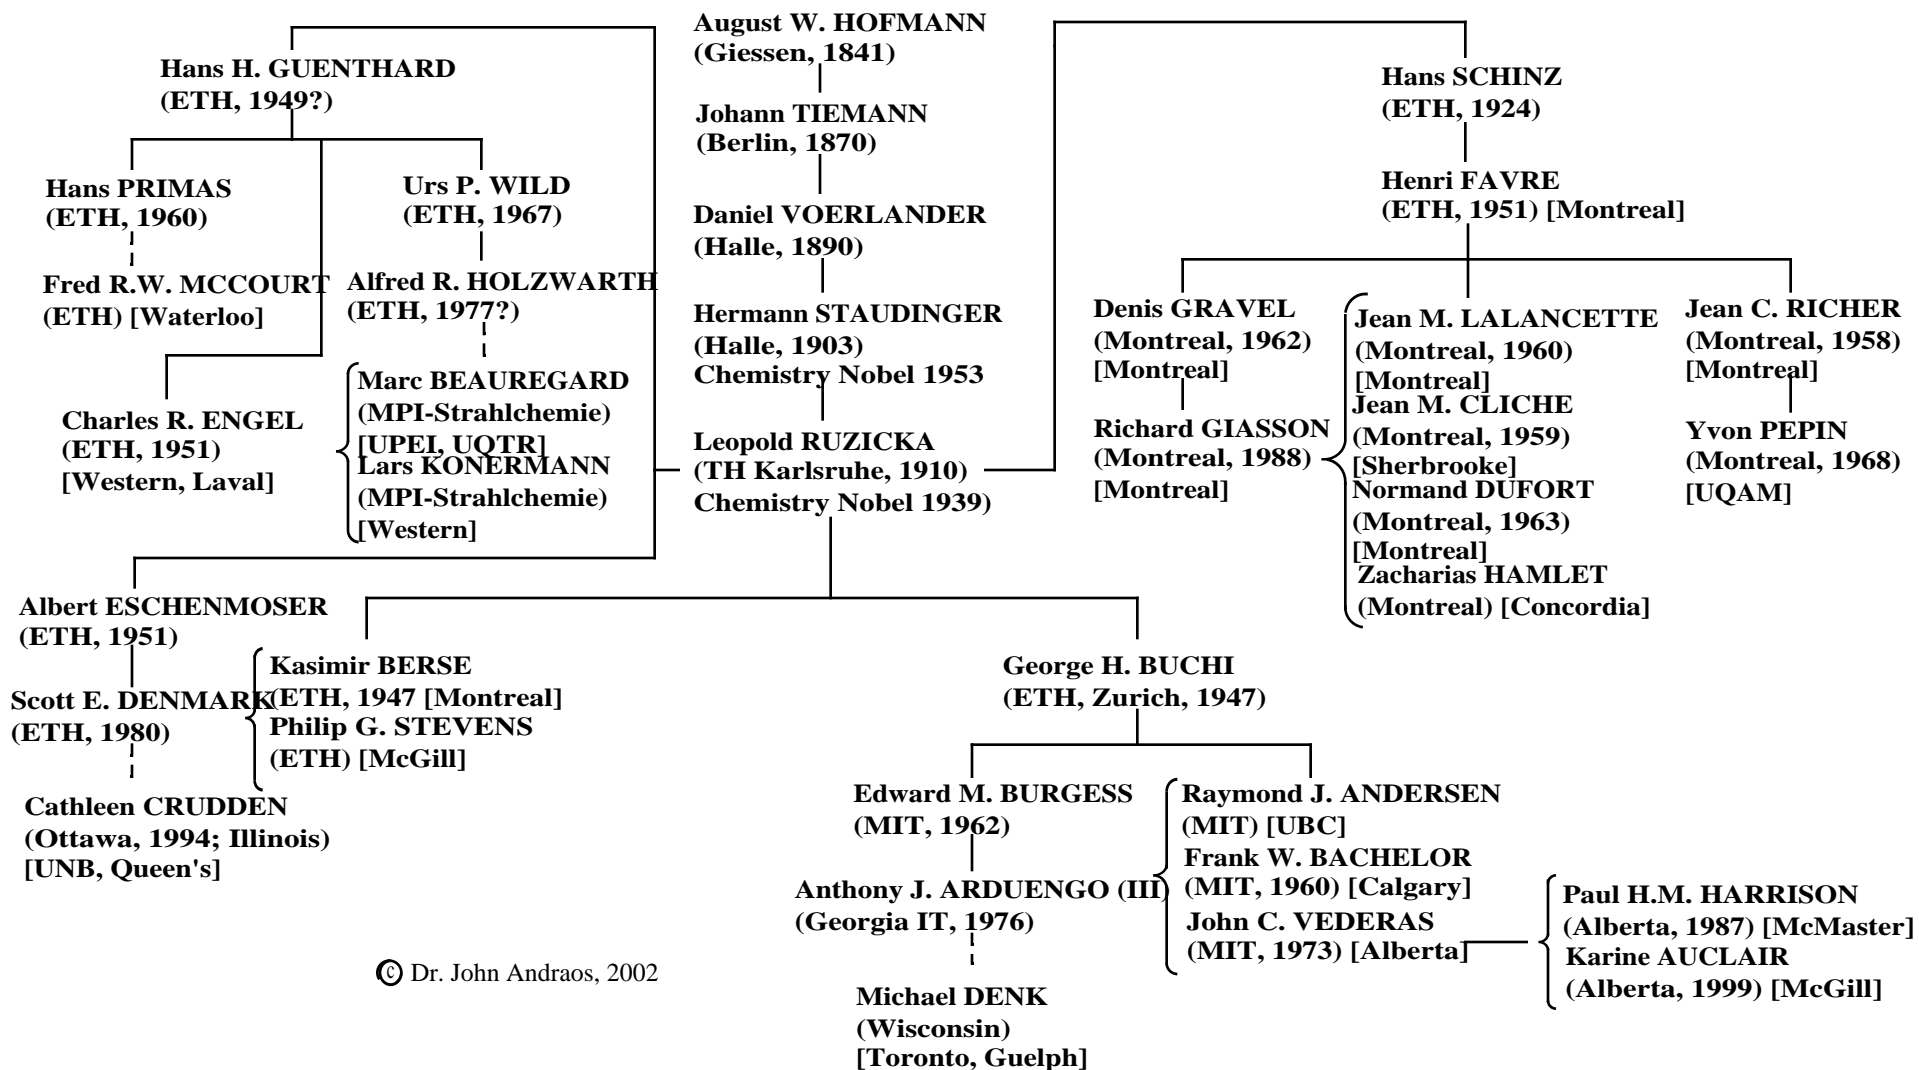 August W. HOFMANN
(Giessen, 1841)
Johann TIEMANN
(Berlin, 1870)
Daniel VOERLANDER
(Halle, 1890)
Hermann STAUDINGER
(Halle, 1903)
Chemistry Nobel 1953
Leopold RUZICKA
(TH Karlsruhe, 1910)
Chemistry Nobel 1939)
Hans H. GUENTHARD
(ETH, 1949?)
Hans PRIMAS
(ETH, 1960)
Fred R.W. MCCOURT
(ETH) [Waterloo]
Urs P. WILD
(ETH, 1967)
Alfred R. HOLZWARTH
(ETH, 1977?)
Marc BEAUREGARD
(MPI-Strahlchemie)
[UPEI, UQTR]
Lars KONERMANN
(MPI-Strahlchemie)
[Western]
Charles R. ENGEL
(ETH, 1951)
[Western, Laval]
Hans SCHINZ
(ETH, 1924)
Henri FAVRE
(ETH, 1951) [Montreal]
Denis GRAVEL
(Montreal, 1962)
[Montreal]
Richard GIASSON
(Montreal, 1988)
[Montreal]
Jean M. LALANCETTE
(Montreal, 1960)
[Montreal]
Jean M. CLICHE
(Montreal, 1959)
[Sherbrooke]
Normand DUFORT
(Montreal, 1963)
[Montreal]
Zacharias HAMLET
(Montreal) [Concordia]
Jean C. RICHER
(Montreal, 1958)
[Montreal]
Yvon PEPIN
(Montreal, 1968)
[UQAM]
Albert ESCHENMOSER
(ETH, 1951)
Scott E. DENMARK
(ETH, 1980)
Cathleen CRUDDEN
(Ottawa, 1994; Illinois)
[UNB, Queen's]
Kasimir BERSE
(ETH, 1947 [Montreal]
Philip G. STEVENS
(ETH) [McGill]
George H. BUCHI
(ETH, Zurich, 1947)
Edward M. BURGESS
(MIT, 1962)
Anthony J. ARDUENGO (III)
(Georgia IT, 1976)
Michael DENK
(Wisconsin)
[Toronto, Guelph]
Raymond J. ANDERSEN
(MIT) [UBC]
Frank W. BACHELOR
(MIT, 1960) [Calgary]
John C. VEDERAS
(MIT, 1973) [Alberta]
Paul H.M. HARRISON
(Alberta, 1987) [McMaster]
Karine AUCLAIR
(Alberta, 1999) [McGill]
© Dr. John Andraos, 2002